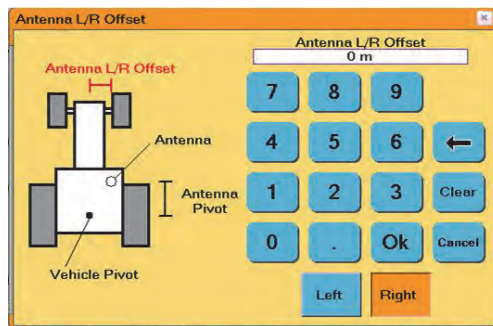 Antenna L/R Offset
Antenna L/R Offset
Antenna
Antenna
Pivot
Vehicle Pivot
Antenna L/R Offset
0 m
7 8 9
4 5 6
1 2 3 Clear
0 . Ok Cancel
Left Right